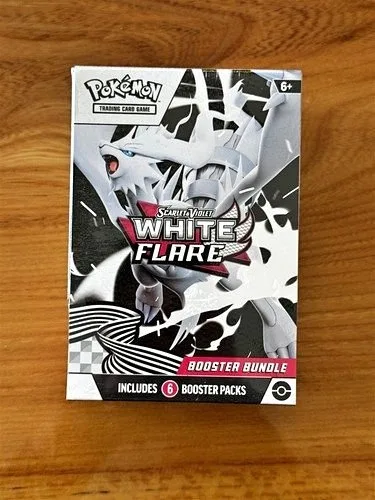 POKéMON
TRADING CARD GAME
6+
SCARLET & VIOLET
WHITE
FLARE
BOOSTER BUNDLE
INCLUDES 6 BOOSTER PACKS